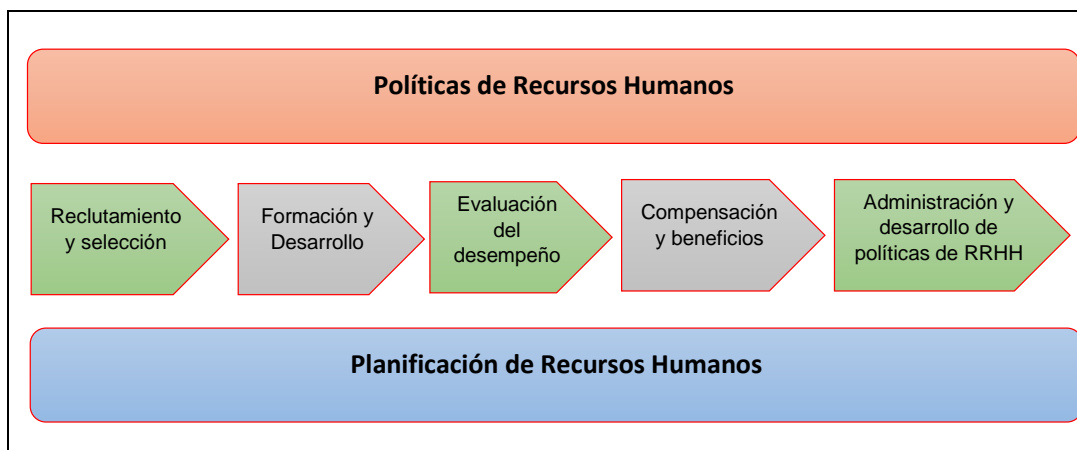 Políticas de Recursos Humanos
Reclutamiento
y selección
Formación y
Desarrollo
Evaluación
del
desempeño
Compensación
y beneficios
Administración y
desarrollo de
políticas de RRHH
Planificación de Recursos Humanos